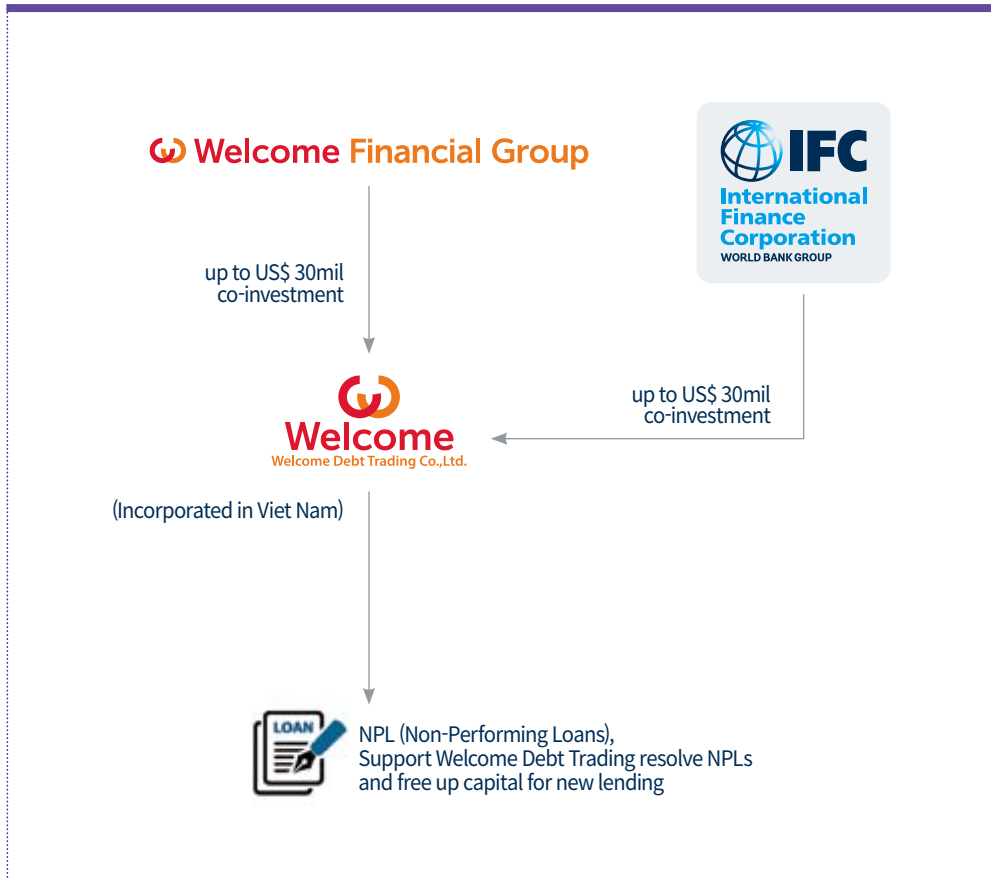 Welcome Financial Group
IFC
International
Finance
Corporation
WORLD BANK GROUP
up to US$ 30mil
co-investment
up to US$ 30mil
co-investment
Welcome
Welcome Debt Trading Co.,Ltd.
(Incorporated in Viet Nam)
LOAN
NPL (Non-Performing Loans),
Support Welcome Debt Trading resolve NPLs
and free up capital for new lending